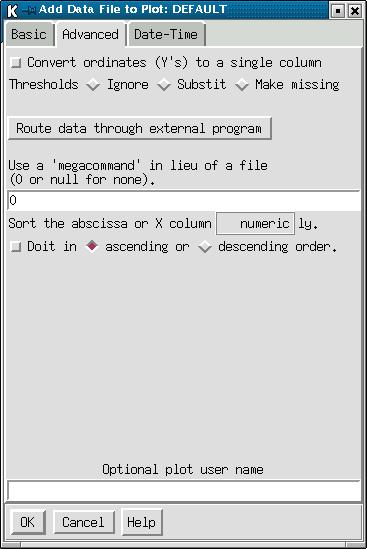 K Add Data File to Plot: DEFAULT
Basic Advanced Date-Time
Convert ordinates (Y's) to a single column
Thresholds Ignore Substit Make missing
Route data through external program
Use a 'megacommand' in lieu of a file
(0 or null for none).
0
Sort the abscissa or X column numeric ly.
Doit in ascending or descending order.
Optional plot user name
OK Cancel Help